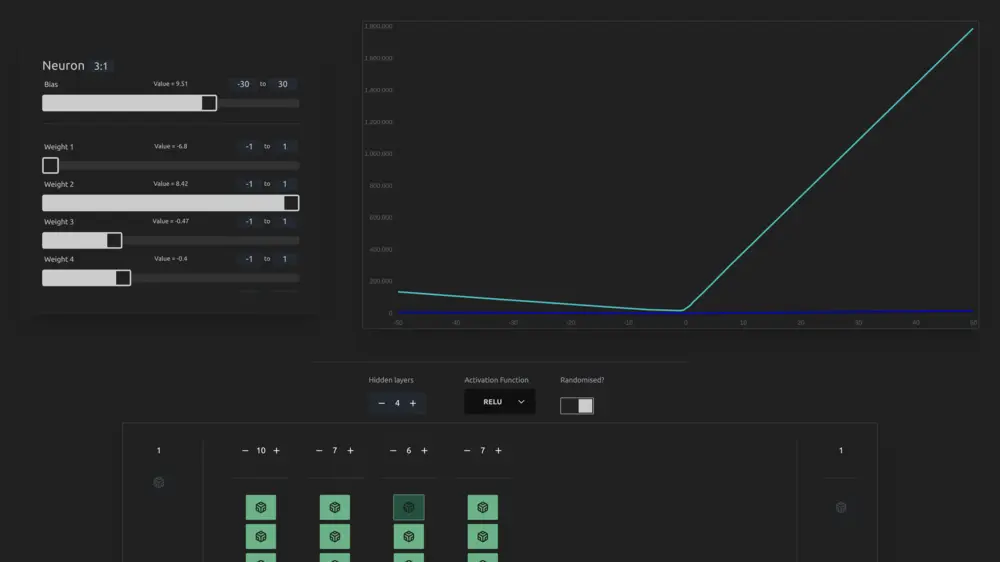 Neuron 3:1
Bias Value = 9.51 -30 to 30
Weight 1 Value = -6.8 -1 to 1
Weight 2 Value = 8.42 -1 to 1
Weight 3 Value = -0.47 -1 to 1
Weight 4 Value = -0.4 -1 to 1
1,800,000
1,600,000
1,400,000
1,200,000
1,000,000
800,000
600,000
400,000
200,000
0
-50 -40 -30 -20 -10 0 10 20 30 40 50
Hidden layers Activation Function Randomised?
− 4 + RELU
1 − 10 + − 7 + − 6 + − 7 + 1